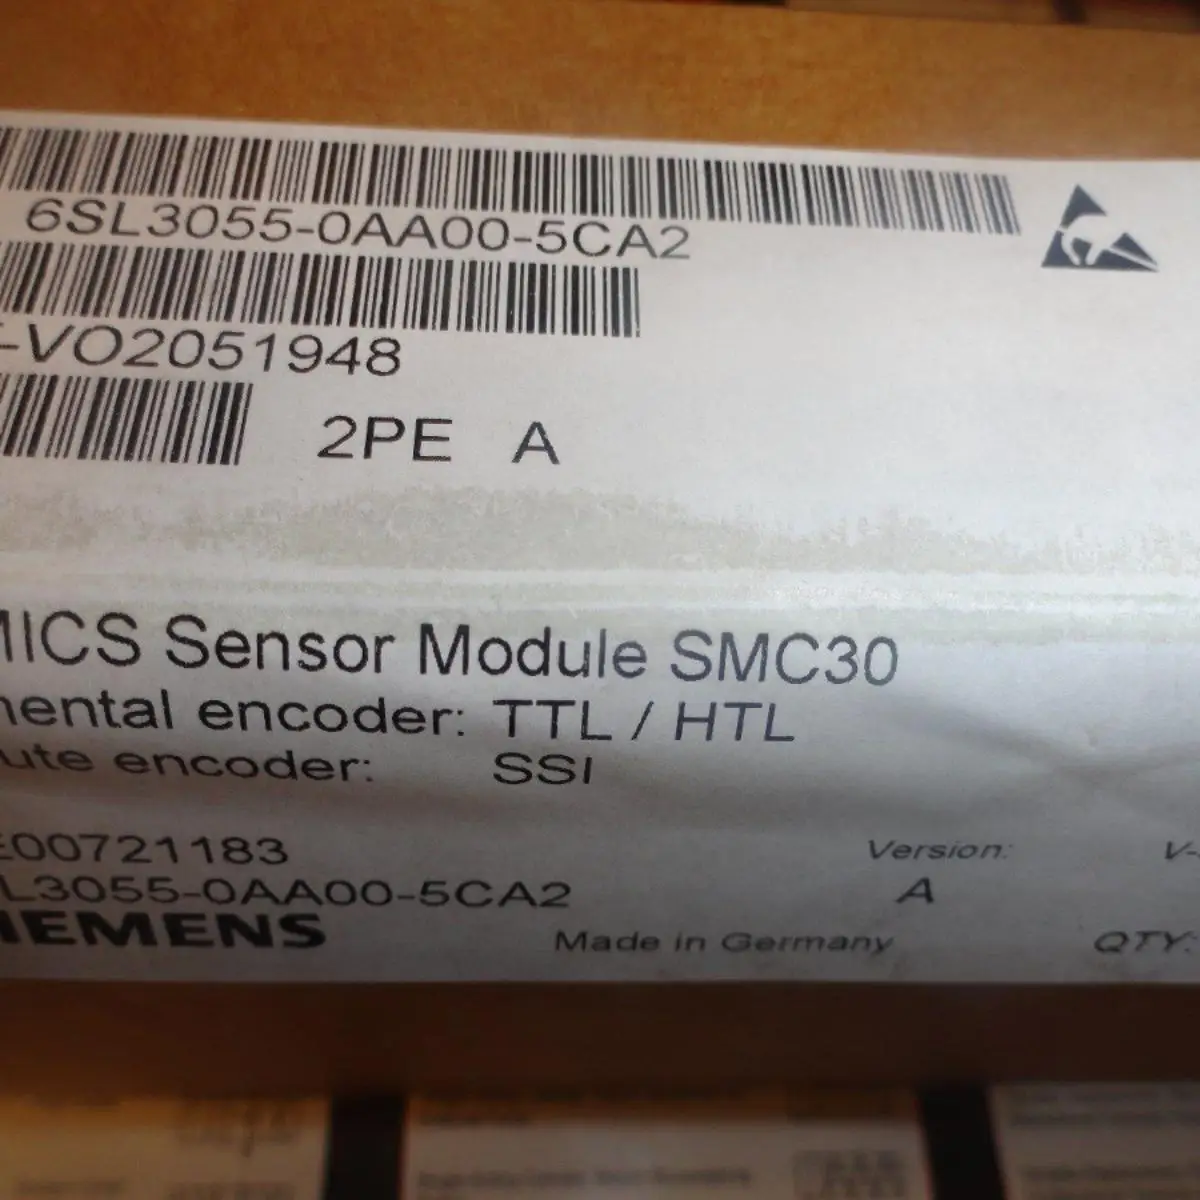 6SL3055-0AA00-5CA2
-VO2051948
2PE A
MICS Sensor Module SMC30
mental encoder: TTL / HTL
ute encoder: SSI
E00721183
Version: V-
L3055-0AA00-5CA2
A
IEMENS
Made in Germany
QTY: